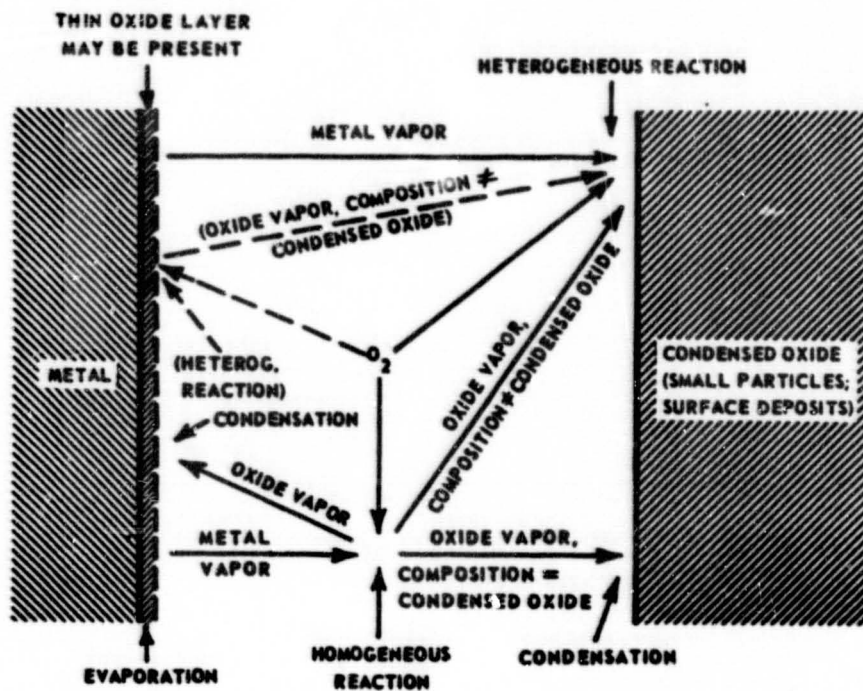 THIN OXIDE LAYER
MAY BE PRESENT
HETEROGENEOUS REACTION
METAL VAPOR
(OXIDE VAPOR, COMPOSITION ≠
CONDENSED OXIDE)
O2
METAL
(HETEROG.
REACTION)
CONDENSATION
OXIDE VAPOR,
COMPOSITION ≠ CONDENSED OXIDE
CONDENSED OXIDE
(SMALL PARTICLES;
SURFACE DEPOSITS)
OXIDE VAPOR
METAL
VAPOR
OXIDE VAPOR,
COMPOSITION =
CONDENSED OXIDE
EVAPORATION
HOMOGENEOUS
REACTION
CONDENSATION